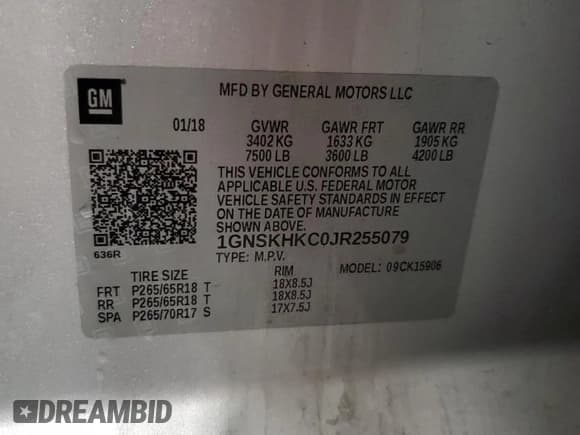 GM
MFD BY GENERAL MOTORS LLC
01/18 GVWR GAWR FRT GAWR RR
3402 KG 1633 KG 1905 KG
7500 LB 3600 LB 4200 LB
THIS VEHICLE CONFORMS TO ALL
APPLICABLE U.S. FEDERAL MOTOR
VEHICLE SAFETY STANDARDS IN EFFECT
ON THE DATE OF MANUFACTURE
SHOWN ABOVE.
1GNSKHKC0JR255079
636R
TYPE: M.P.V. MODEL: 09CK15906
TIRE SIZE RIM
FRT P265/65R18 T 18X8.5J
RR P265/65R18 T 18X8.5J
SPA P265/70R17 S 17X7.5J
DREAMBID